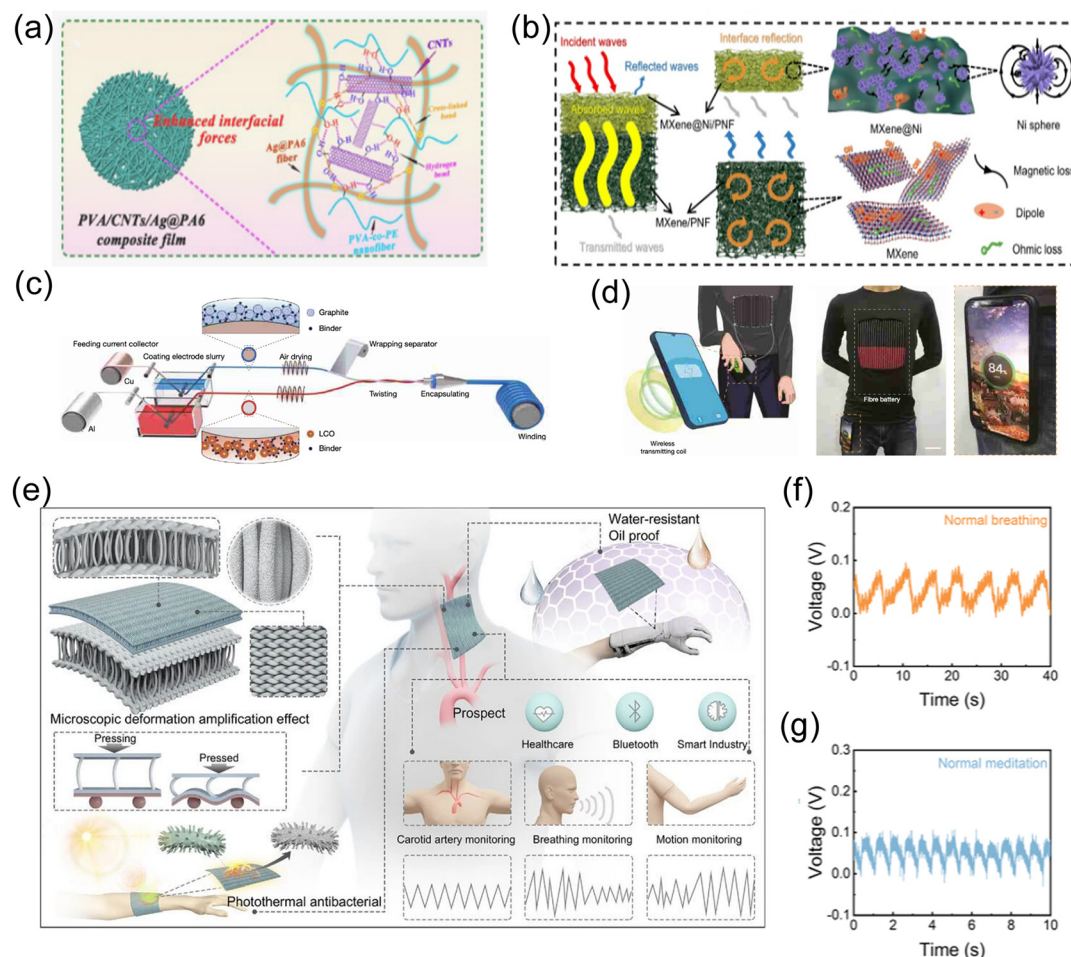 (a)
CNTs
Enhanced interfacial
forces
Cross-linked
bond
Ag@PA6
fiber
Hydrogen
bond
PVA/CNTs/Ag@PA6
composite film
PVA-co-PE
nanofiber
(b)
Incident waves
Interface reflection
Reflected waves
Absorbed waves
MXene@Ni/PNF
MXene@Ni
Ni sphere
MXene/PNF
Magnetic loss
Dipole
Transmitted waves
MXene
Ohmic loss
(c)
Graphite
Binder
Feeding current collector
Coating electrode slurry
Air drying
Wrapping separator
Cu
Twisting
Encapsulating
Al
LCO
Binder
Winding
(d)
Fibre battery
84%
Wireless
transmitting coil
(e)
Water-resistant
Oil proof
Microscopic deformation amplification effect
Pressing
Pressed
Prospect
Healthcare
Bluetooth
Smart Industry
Carotid artery monitoring
Breathing monitoring
Motion monitoring
Photothermal antibacterial
(f)
Normal breathing
Voltage (V)
0.2
0.1
0.0
-0.1
0 10 20 30 40
Time (s)
(g)
Normal meditation
Voltage (V)
0.3
0.2
0.1
0.0
-0.1
0 2 4 6 8 10
Time (s)